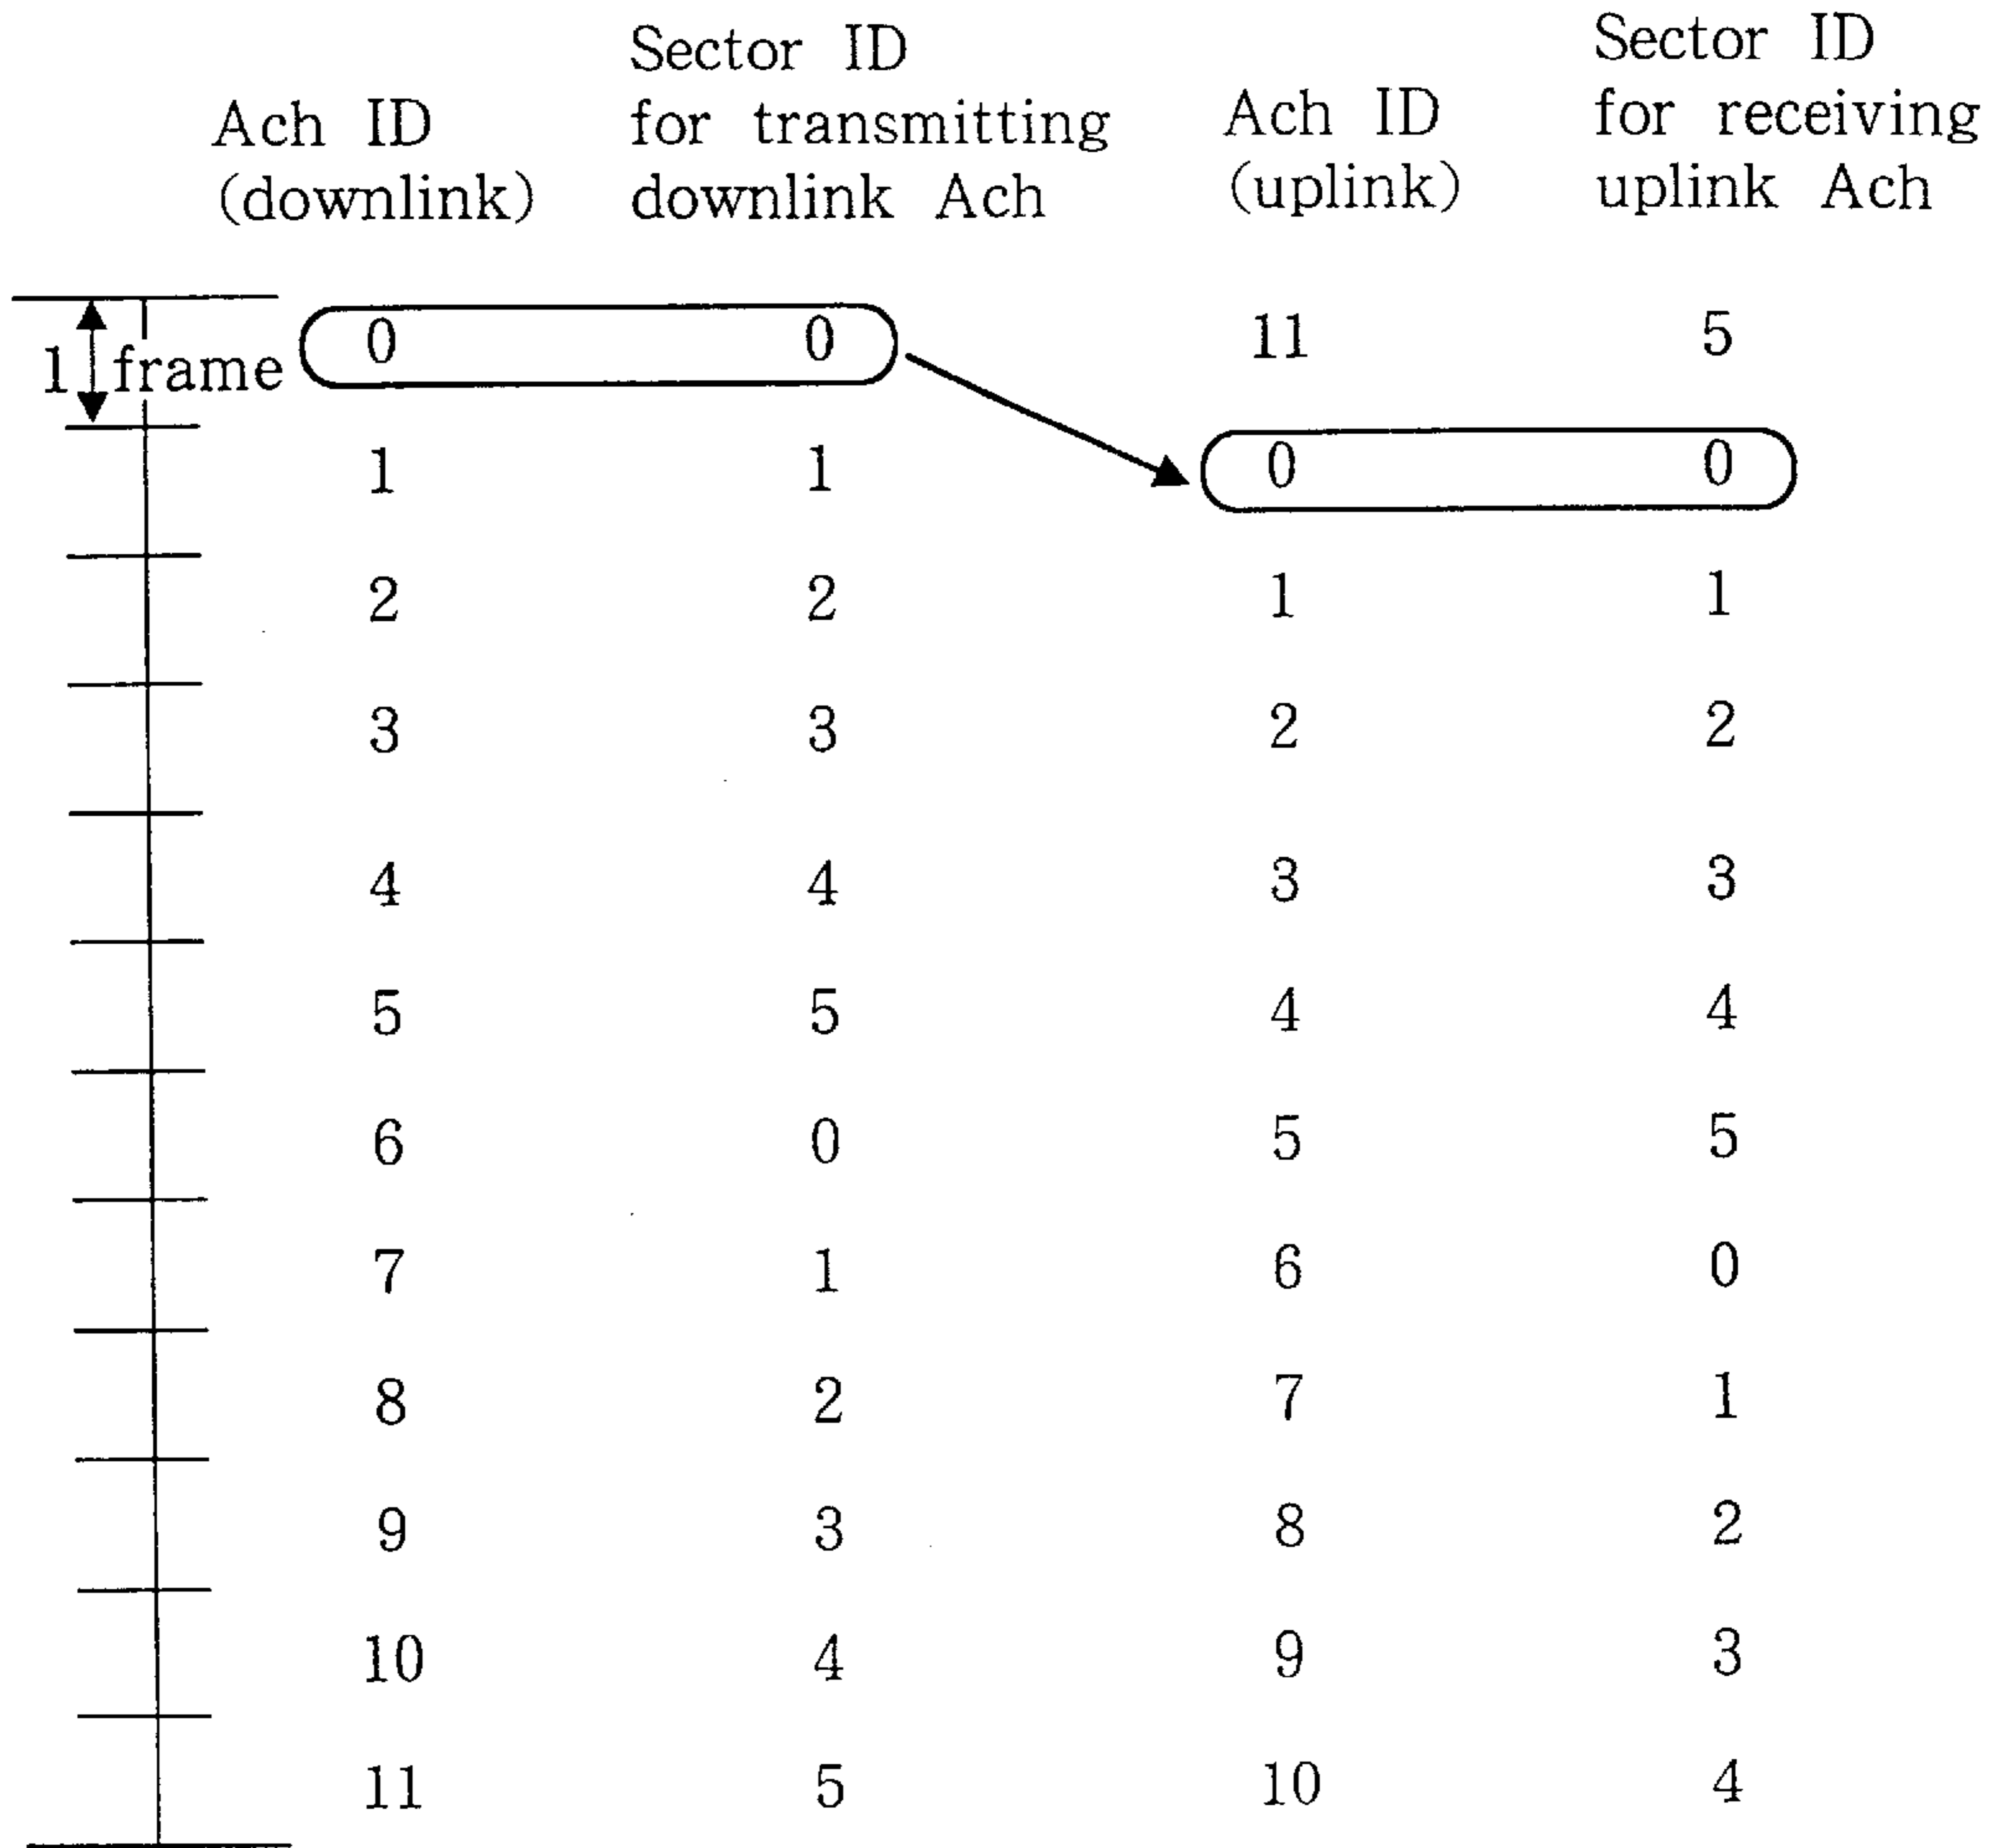 Ach ID
(downlink)
Sector ID
for transmitting
downlink Ach
Ach ID
(uplink)
Sector ID
for receiving
uplink Ach
1 frame
0 0 11 5
1 1 0 0
2 2 1 1
3 3 2 2
4 4 3 3
5 5 4 4
6 0 5 5
7 1 6 0
8 2 7 1
9 3 8 2
10 4 9 3
11 5 10 4